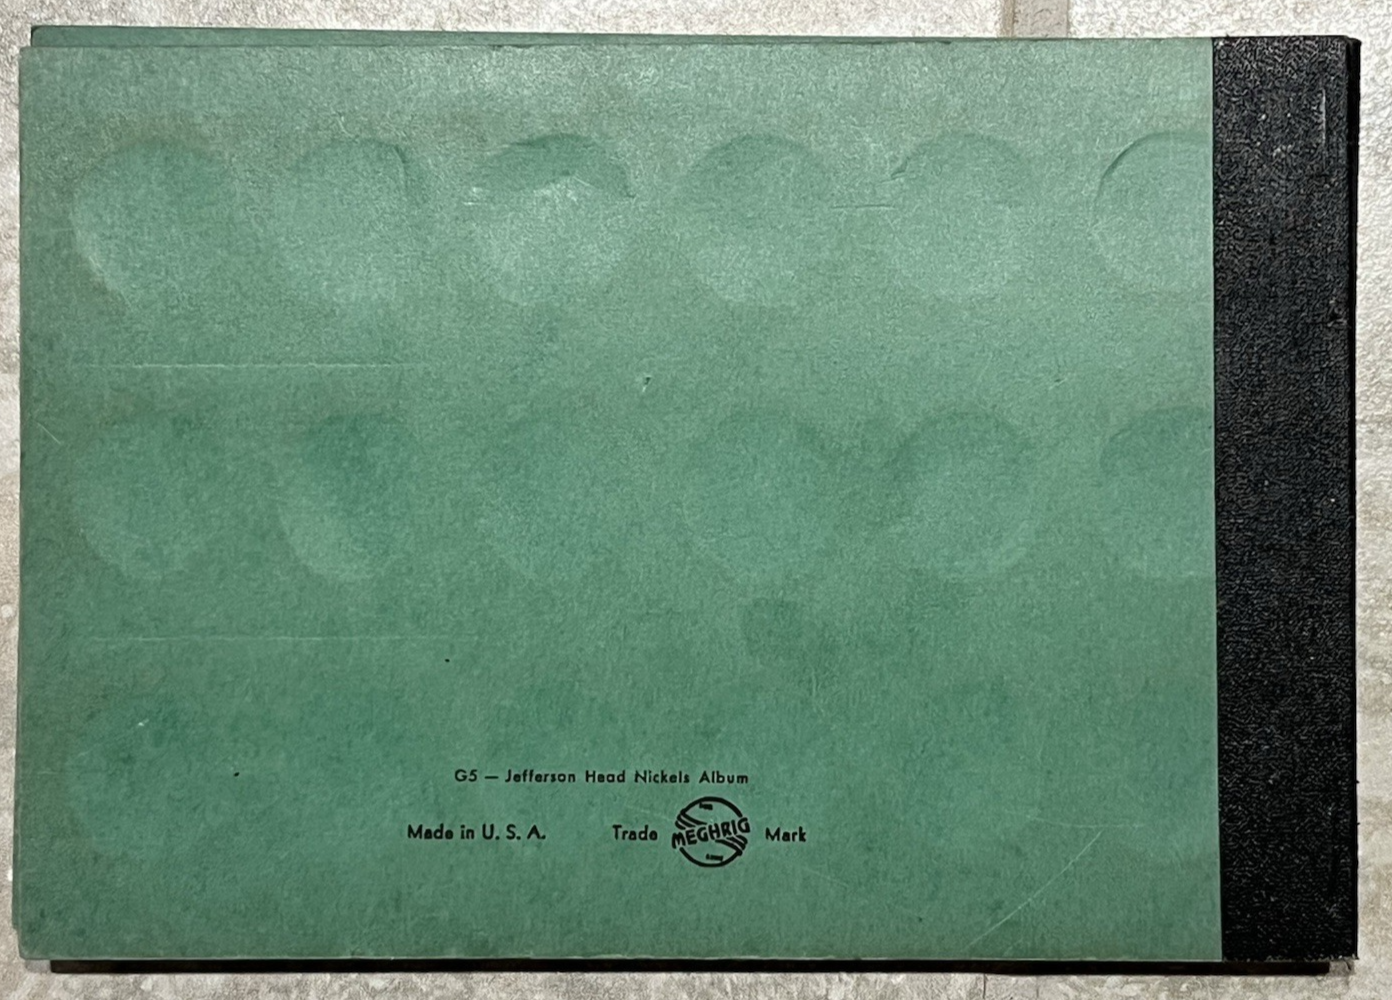 G5 — Jefferson Head Nickels Album
Made in U. S. A. Trade MEGHRIG Mark